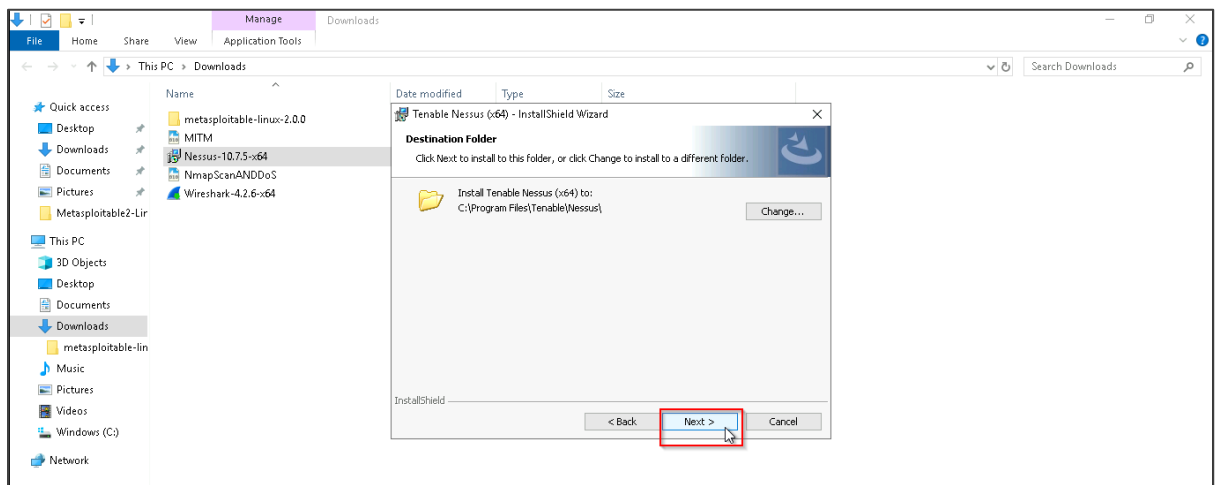 Manage
Downloads
File
Home
Share
View
Application Tools
This PC > Downloads
Search Downloads
Name
Date modified
Type
Size
Quick access
Desktop
Downloads
Documents
Pictures
Metasploitable2-Lir
This PC
3D Objects
Desktop
Documents
Downloads
metasploitable-lin
Music
Pictures
Videos
Windows (C:)
Network
metasploitable-linux-2.0.0
MITM
Nessus-10.7.5-x64
NmapScanANDDoS
Wireshark-4.2.6-x64
Tenable Nessus (x64) - InstallShield Wizard
Destination Folder
Click Next to install to this folder, or click Change to install to a different folder.
Install Tenable Nessus (x64) to:
C:\Program Files\Tenable\Nessus\
Change...
InstallShield
< Back
Next >
Cancel